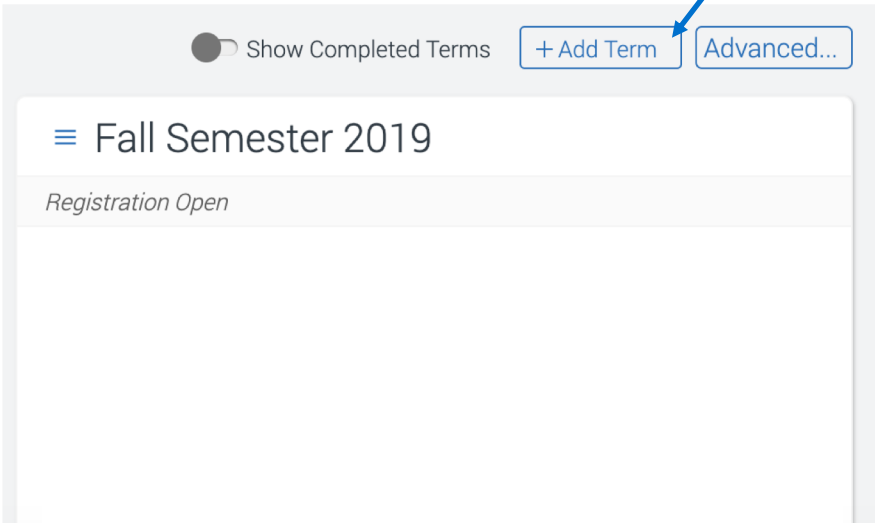 Show Completed Terms + Add Term Advanced...
Fall Semester 2019
Registration Open